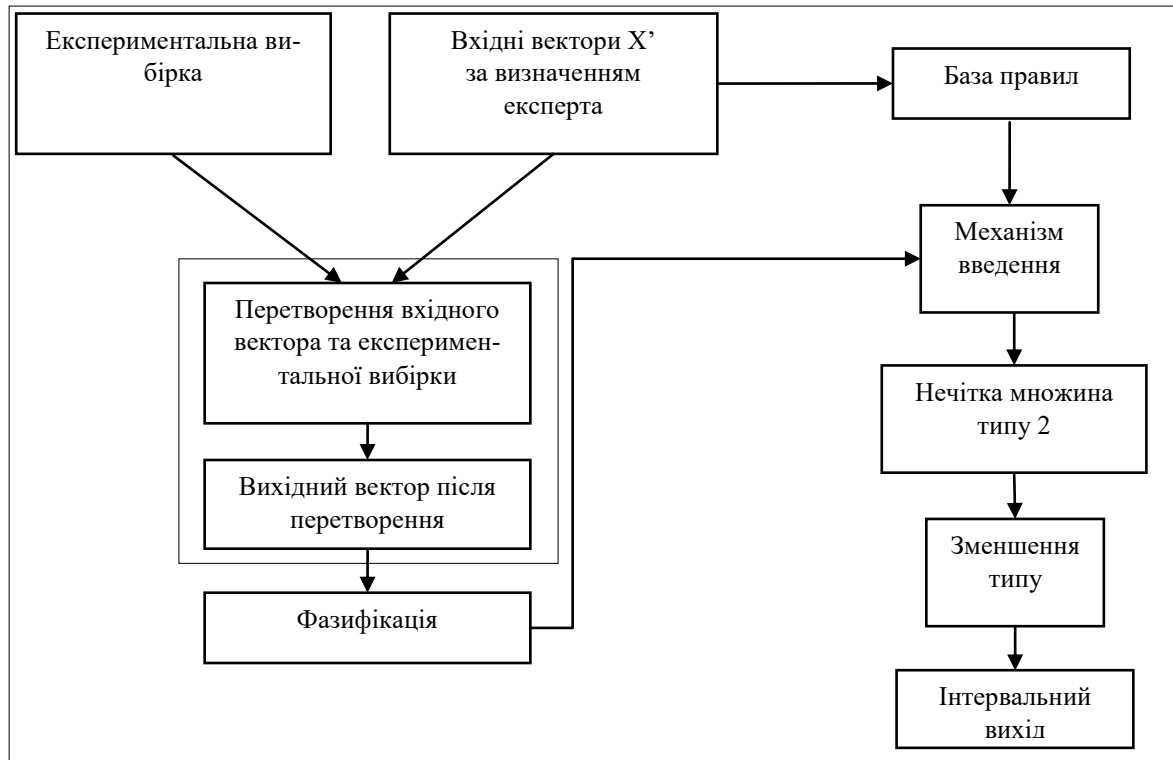 Експериментальна ви-
бірка
Вхідні вектори X’
за визначенням
експерта
База правил
Механізм
введення
Перетворення вхідного
вектора та експеримен-
тальної вибірки
Нечітка множина
типу 2
Вихідний вектор після
перетворення
Зменшення
типу
Фазифікація
Інтервальний
вихід